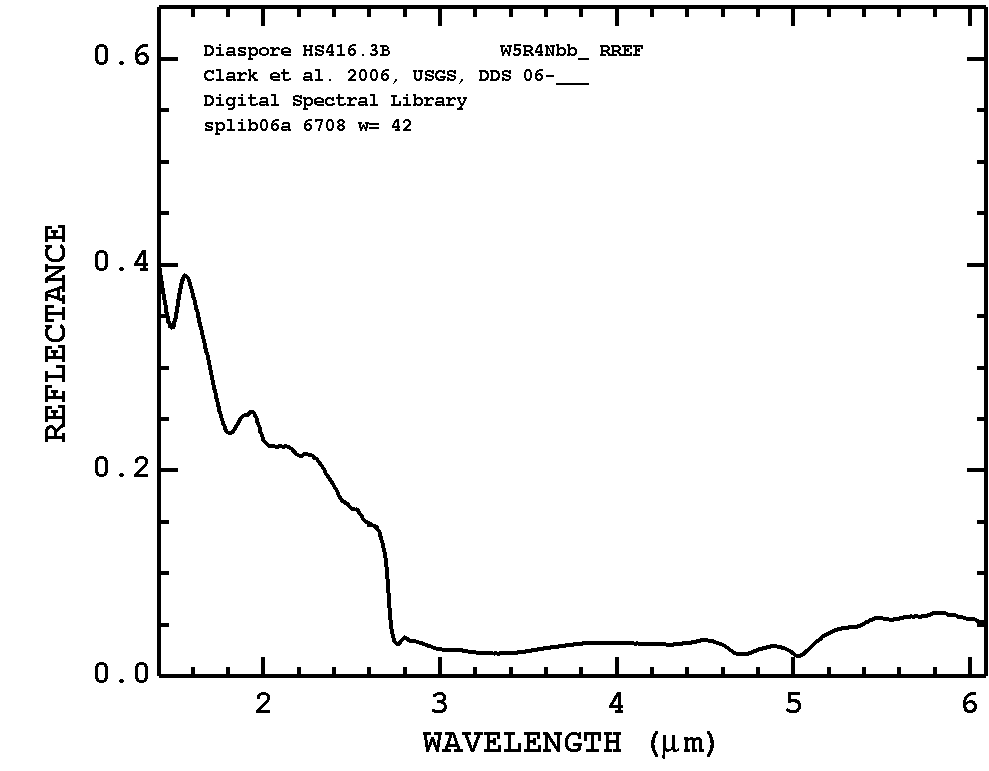 Diaspore HS416.3B W5R4Nbb_ RREF
Clark et al. 2006, USGS, DDS 06-___
Digital Spectral Library
splib06a 6708 w= 42
0.6
0.4
0.2
0.0
REFLECTANCE
2 3 4 5 6
WAVELENGTH (μm)